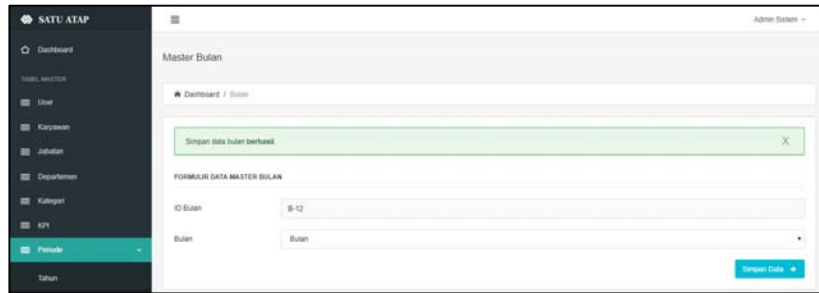 SATU ATAP
Admin Sistem
Dashboard
Master Bulan
TABEL MASTER
Dashboard / Bulan
User
Karyawan
Simpan data bulan berhasil. X
Jabatan
Departemen
FORMULIR DATA MASTER BULAN
Kategori
ID Bulan B-12
KPI
Bulan Bulan
Periode
Simpan Data
Tahun